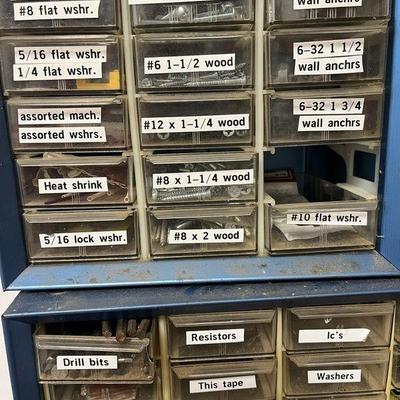 #8 flat wshr.
wall anchrs
5/16 flat wshr.
1/4 flat wshr.
#6 1-1/2 wood
6-32 1 1/2
wall anchrs
assorted mach.
assorted wshrs.
#12 x 1-1/4 wood
6-32 1 3/4
wall anchrs
Heat shrink
#8 x 1-1/4 wood
5/16 lock wshr.
#8 x 2 wood
#10 flat wshr.
Drill bits
Resistors
Ic's
This tape
Washers